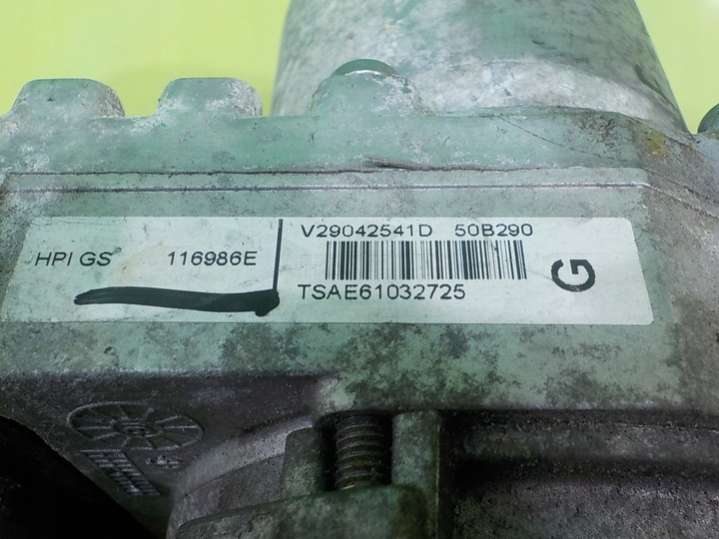 HPI GS 116986E
V29042541D 50B290
TSAE61032725
G